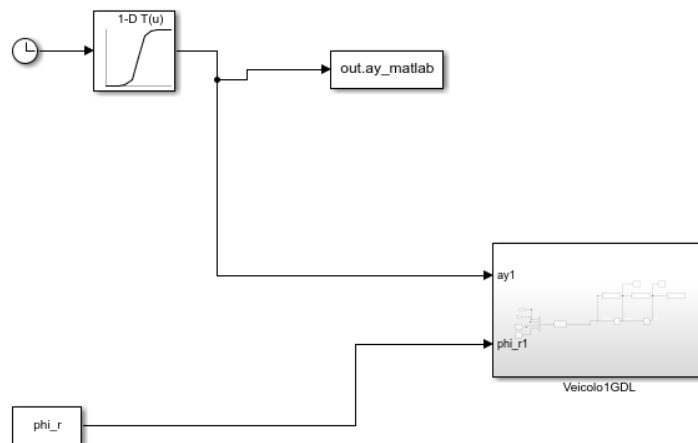 1-D T(u)
out.ay_matlab
ay1
phi_r1
Veicolo1GDL
phi_r